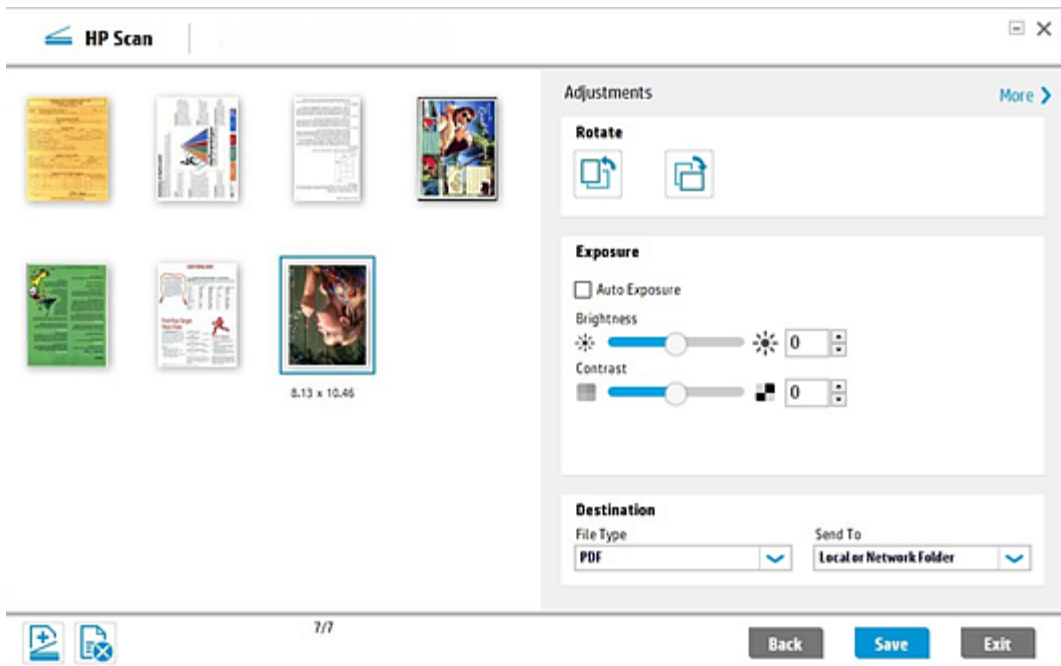 HP Scan
Adjustments
More
Rotate
Exposure
Auto Exposure
Brightness
0
Contrast
0
8.13 x 10.46
Destination
File Type
Send To
PDF
Local or Network Folder
7/7
Back
Save
Exit